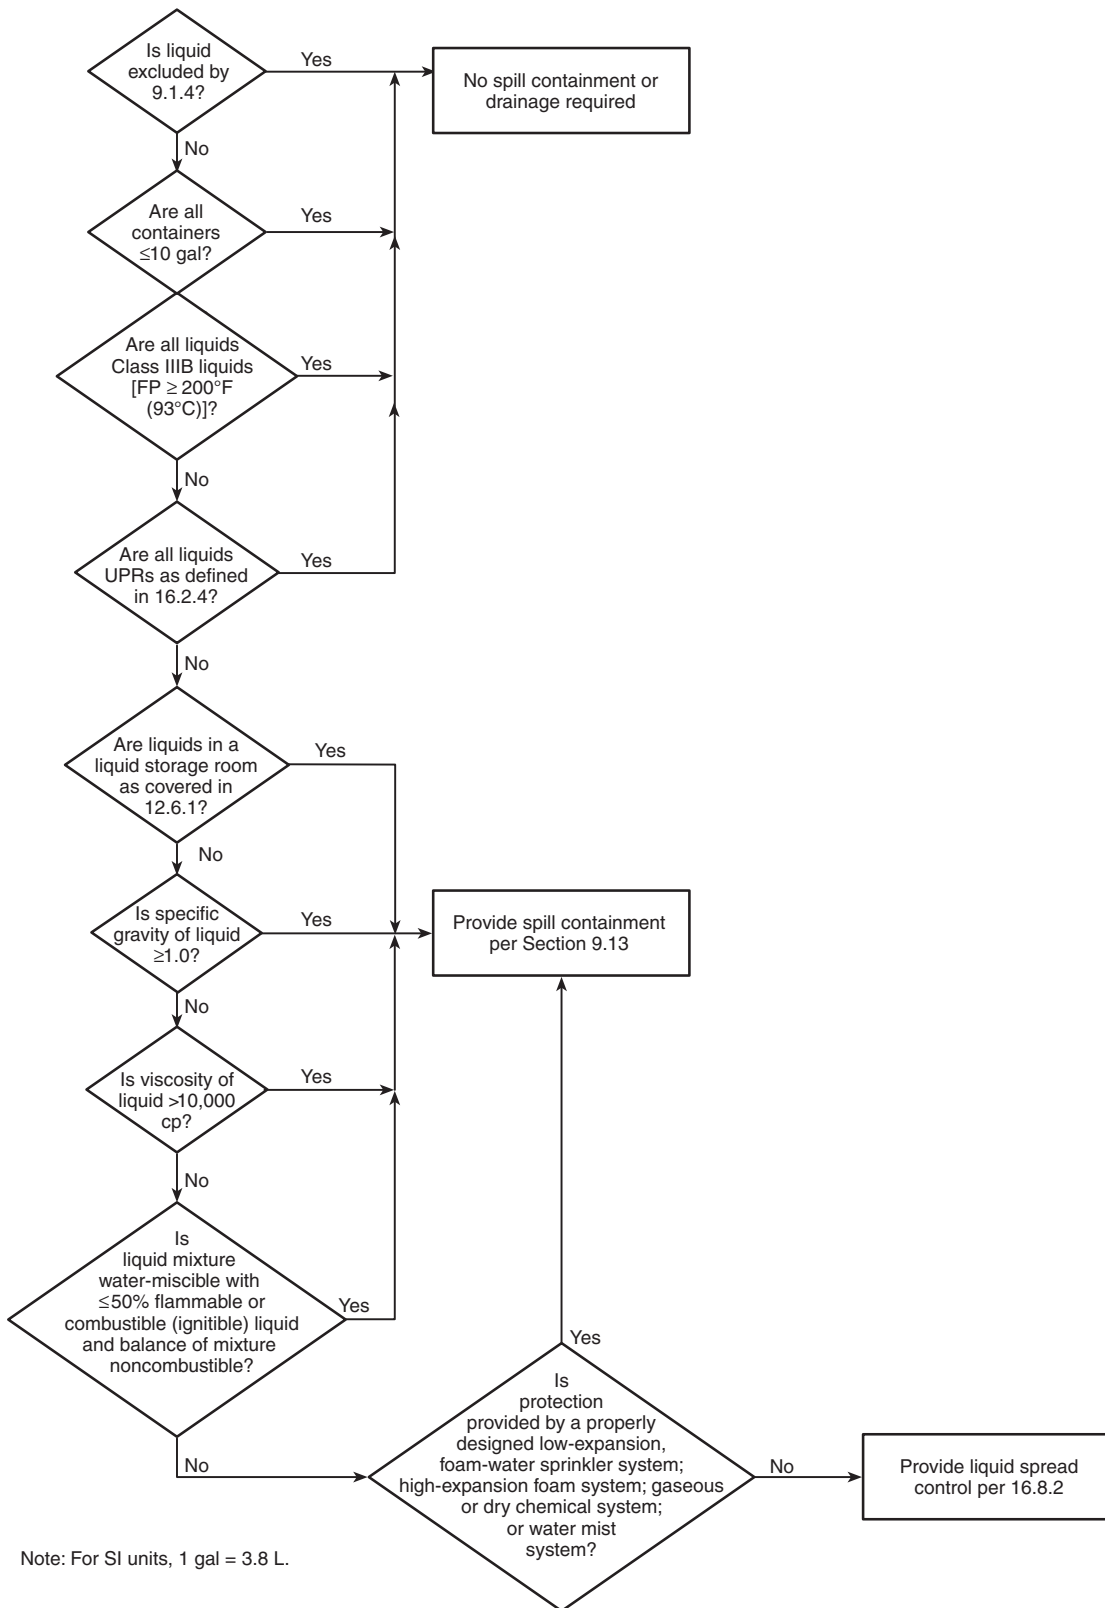 Is liquid
excluded by
9.1.4?
Yes
No spill containment or
drainage required
No
Are all
containers
≤10 gal?
Yes
Are all liquids
Class IIIB liquids
[FP ≥ 200°F
(93°C)]?
Yes
No
Are all liquids
UPRs as defined
in 16.2.4?
Yes
No
Are liquids in a
liquid storage room
as covered in
12.6.1?
Yes
No
Is specific
gravity of liquid
≥1.0?
Yes
Provide spill containment
per Section 9.13
No
Is viscosity of
liquid >10,000
cp?
Yes
No
Is
liquid mixture
water-miscible with
≤50% flammable or
combustible (ignitible) liquid
and balance of mixture
noncombustible?
Yes
No
Yes
Is
protection
provided by a properly
designed low-expansion,
foam-water sprinkler system;
high-expansion foam system; gaseous
or dry chemical system;
or water mist
system?
No
Provide liquid spread
control per 16.8.2
Note: For SI units, 1 gal = 3.8 L.